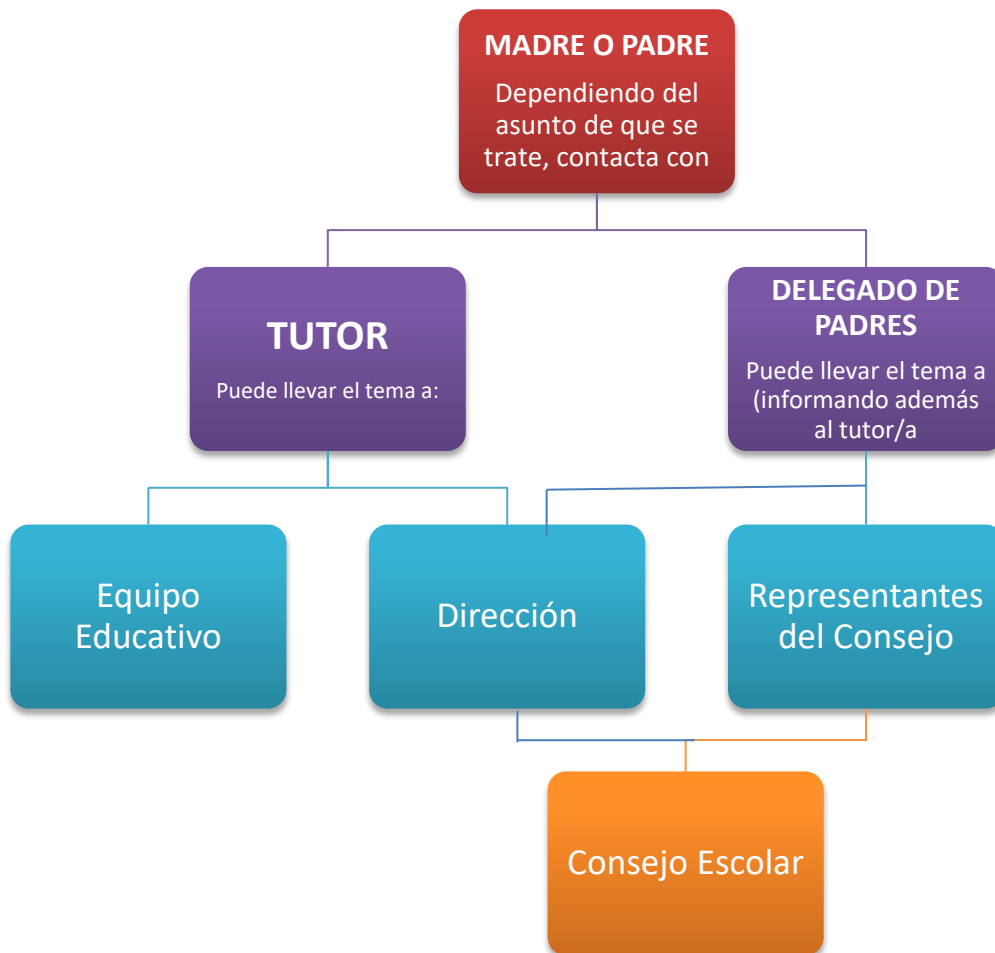 MADRE O PADRE
Dependiendo del
asunto de que se
trate, contacta con
TUTOR
Puede llevar el tema a:
DELEGADO DE
PADRES
Puede llevar el tema a
(informando además
al tutor/a
Equipo
Educativo
Dirección
Representantes
del Consejo
Consejo Escolar